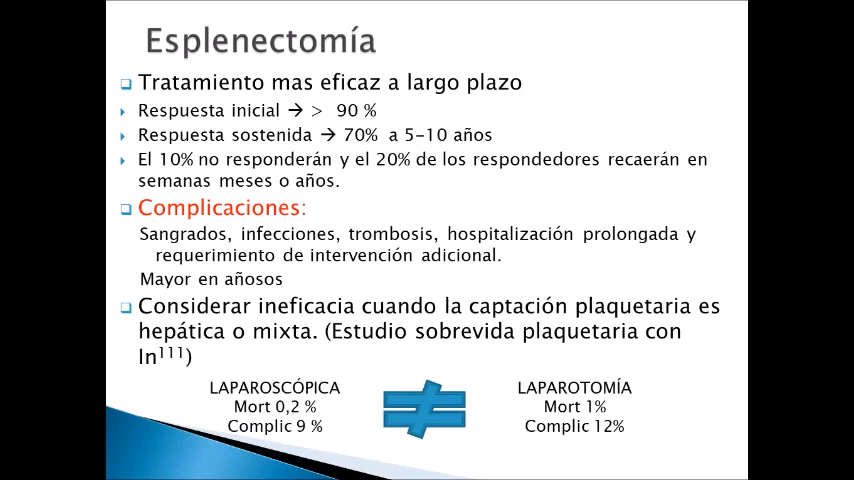 Esplenectomía
Tratamiento mas eficaz a largo plazo
Respuesta inicial → > 90 %
Respuesta sostenida → 70% a 5-10 años
El 10% no responderán y el 20% de los respondedores recaerán en
semanas meses o años.
Complicaciones:
Sangrados, infecciones, trombosis, hospitalización prolongada y
requerimiento de intervención adicional.
Mayor en añosos
Considerar ineficacia cuando la captación plaquetaria es
hepática o mixta. (Estudio sobrevida plaquetaria con
In¹¹¹)
LAPAROSCÓPICA
Mort 0,2 %
Complic 9 %
≠
LAPAROTOMÍA
Mort 1%
Complic 12%